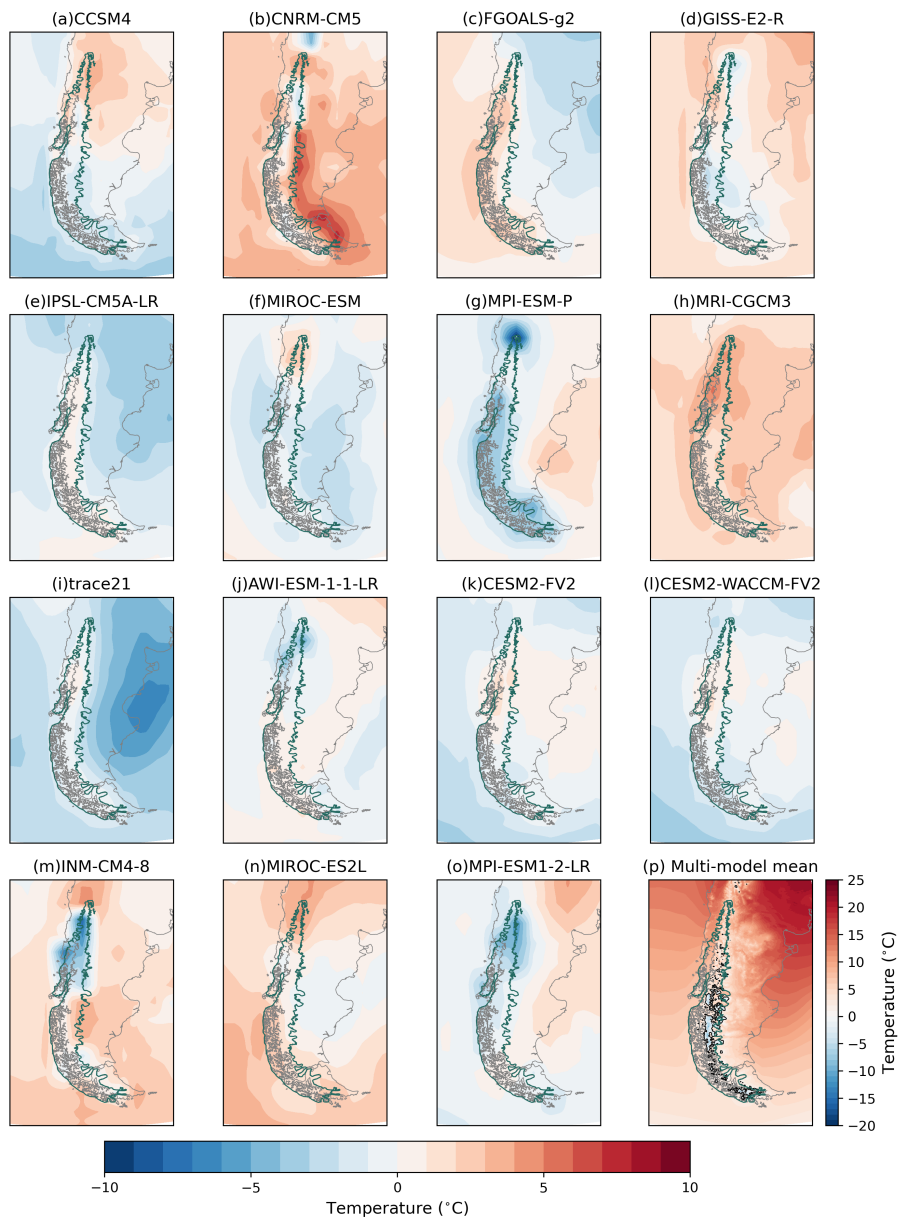 (a)CCSM4
(b)CNRM-CM5
(c)FGOALS-g2
(d)GISS-E2-R
(e)IPSL-CM5A-LR
(f)MIROC-ESM
(g)MPI-ESM-P
(h)MRI-CGCM3
(i)trace21
(j)AWI-ESM-1-1-LR
(k)CESM2-FV2
(l)CESM2-WACCM-FV2
(m)INM-CM4-8
(n)MIROC-ES2L
(o)MPI-ESM1-2-LR
(p) Multi-model mean
25
20
15
10
5
0
−5
−10
−15
−20
Temperature (°C)
−10
−5
0
5
10
Temperature (°C)